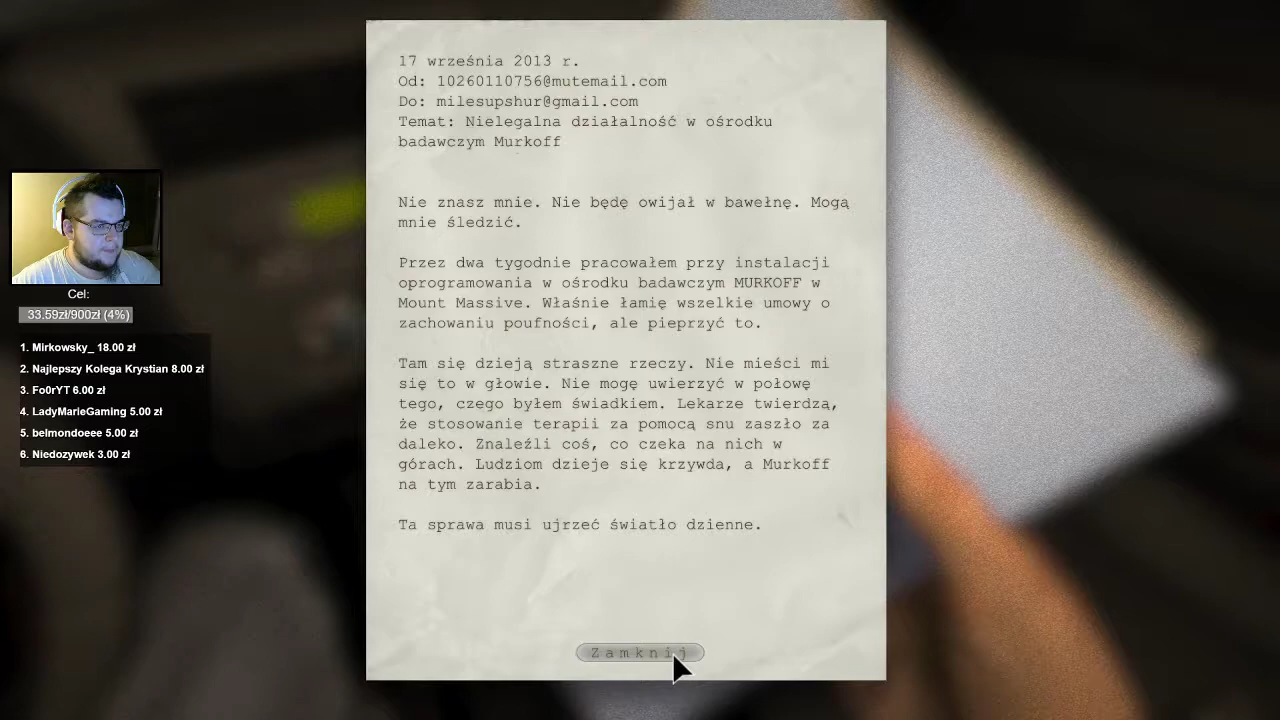 17 września 2013 r.
Od: 10260110756@mutemail.com
Do: milesupshur@gmail.com
Temat: Nielegalna działalność w ośrodku
badawczym Murkoff
Nie znasz mnie. Nie będę owijał w bawełnę. Mogą
mnie śledzić.
Przez dwa tygodnie pracowałem przy instalacji
oprogramowania w ośrodku badawczym MURKOFF w
Mount Massive. Właśnie łamię wszelkie umowy o
zachowaniu poufności, ale pieprzyć to.
Tam się dzieją straszne rzeczy. Nie mieści mi
się to w głowie. Nie mogę uwierzyć w połowę
tego, czego byłem świadkiem. Lekarze twierdzą,
że stosowanie terapii za pomocą snu zaszło za
daleko. Znaleźli coś, co czeka na nich w
górach. Ludziom dzieje się krzywda, a Murkoff
na tym zarabia.
Ta sprawa musi ujrzeć światło dzienne.
Zamknij
Cel:
33.59zł/900zł (4%)
1. Mirkowsky_ 18.00 zł
2. Najlepszy Kolega Krystian 8.00 zł
3. Fo0rYT 6.00 zł
4. LadyMarieGaming 5.00 zł
5. belmondoeee 5.00 zł
6. Niedozywek 3.00 zł